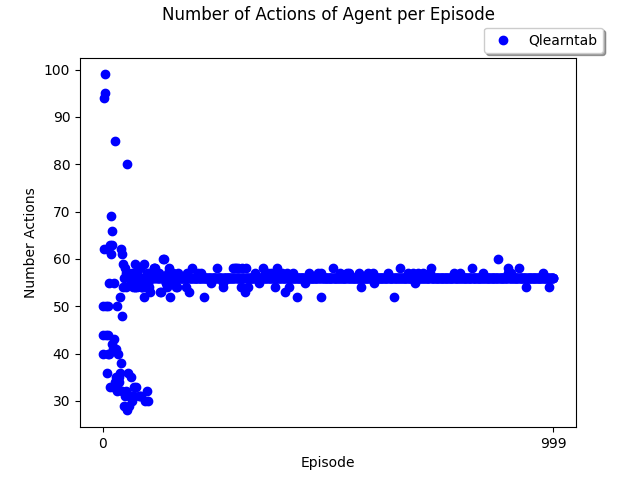 Number of Actions of Agent per Episode
Qlearntab
100
90
80
70
60
50
40
30
Number Actions
0
999
Episode